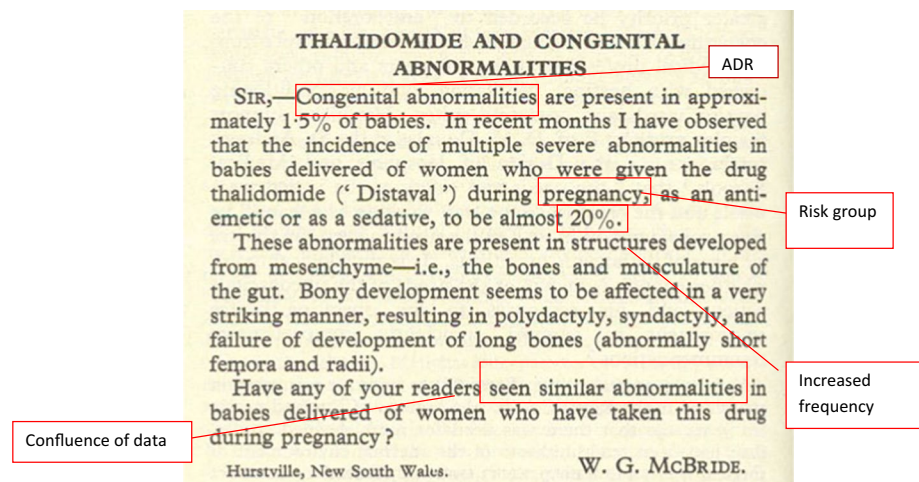 THALIDOMIDE AND CONGENITAL
ABNORMALITIES
ADR
SIR,—Congenital abnormalities are present in approxi-
mately 1·5% of babies. In recent months I have observed
that the incidence of multiple severe abnormalities in
babies delivered of women who were given the drug
thalidomide (‘ Distaval ’) during pregnancy, as an anti-
emetic or as a sedative, to be almost 20%.
Risk group
These abnormalities are present in structures developed
from mesenchyme—i.e., the bones and musculature of
the gut. Bony development seems to be affected in a very
striking manner, resulting in polydactyly, syndactyly, and
failure of development of long bones (abnormally short
femora and radii).
Increased
frequency
Have any of your readers seen similar abnormalities in
babies delivered of women who have taken this drug
during pregnancy ?
Confluence of data
Hurstville, New South Wales.
W. G. MCBRIDE.